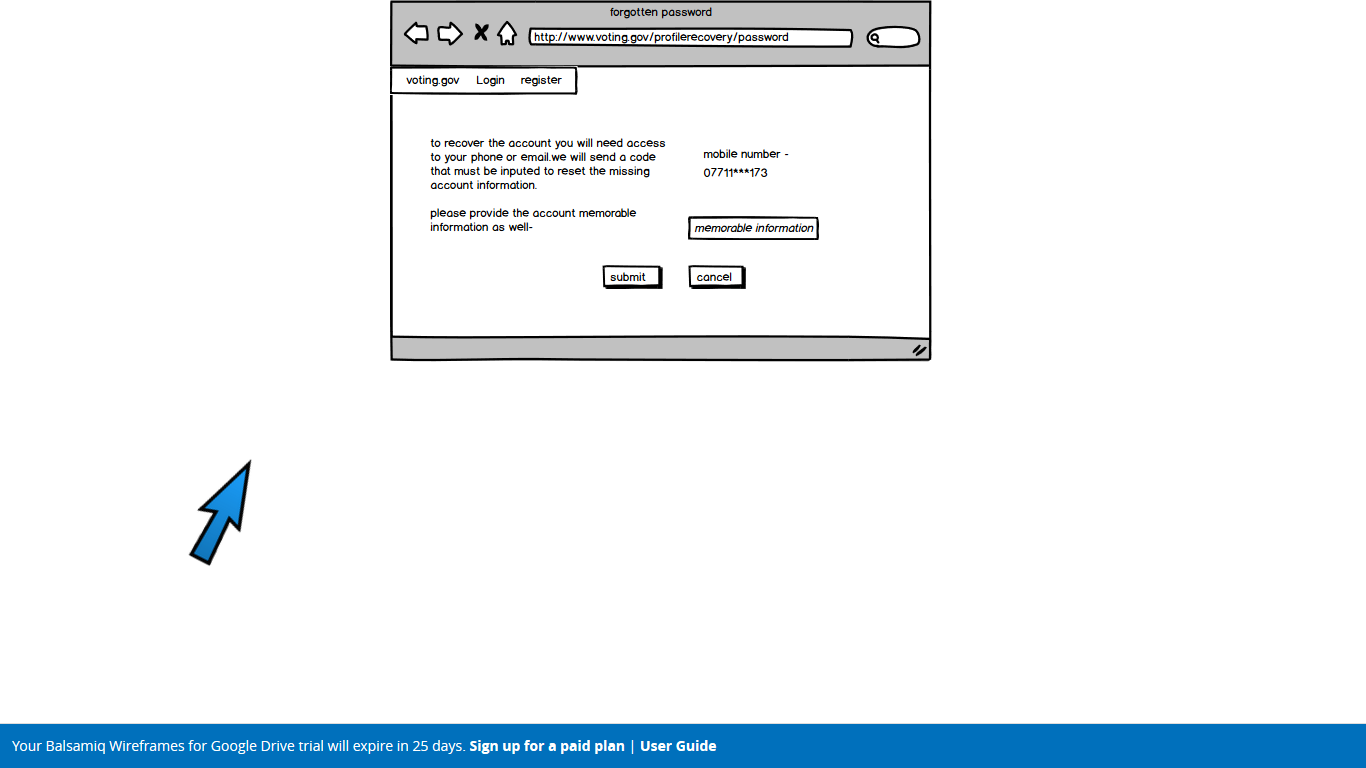 forgotten password
http://www.voting.gov/profilerecovery/password
voting.gov Login register
to recover the account you will need access
to your phone or email.we will send a code
that must be inputed to reset the missing
account information.
mobile number -
07711***173
please provide the account memorable
information as well-
memorable information
submit cancel
Your Balsamiq Wireframes for Google Drive trial will expire in 25 days. Sign up for a paid plan | User Guide